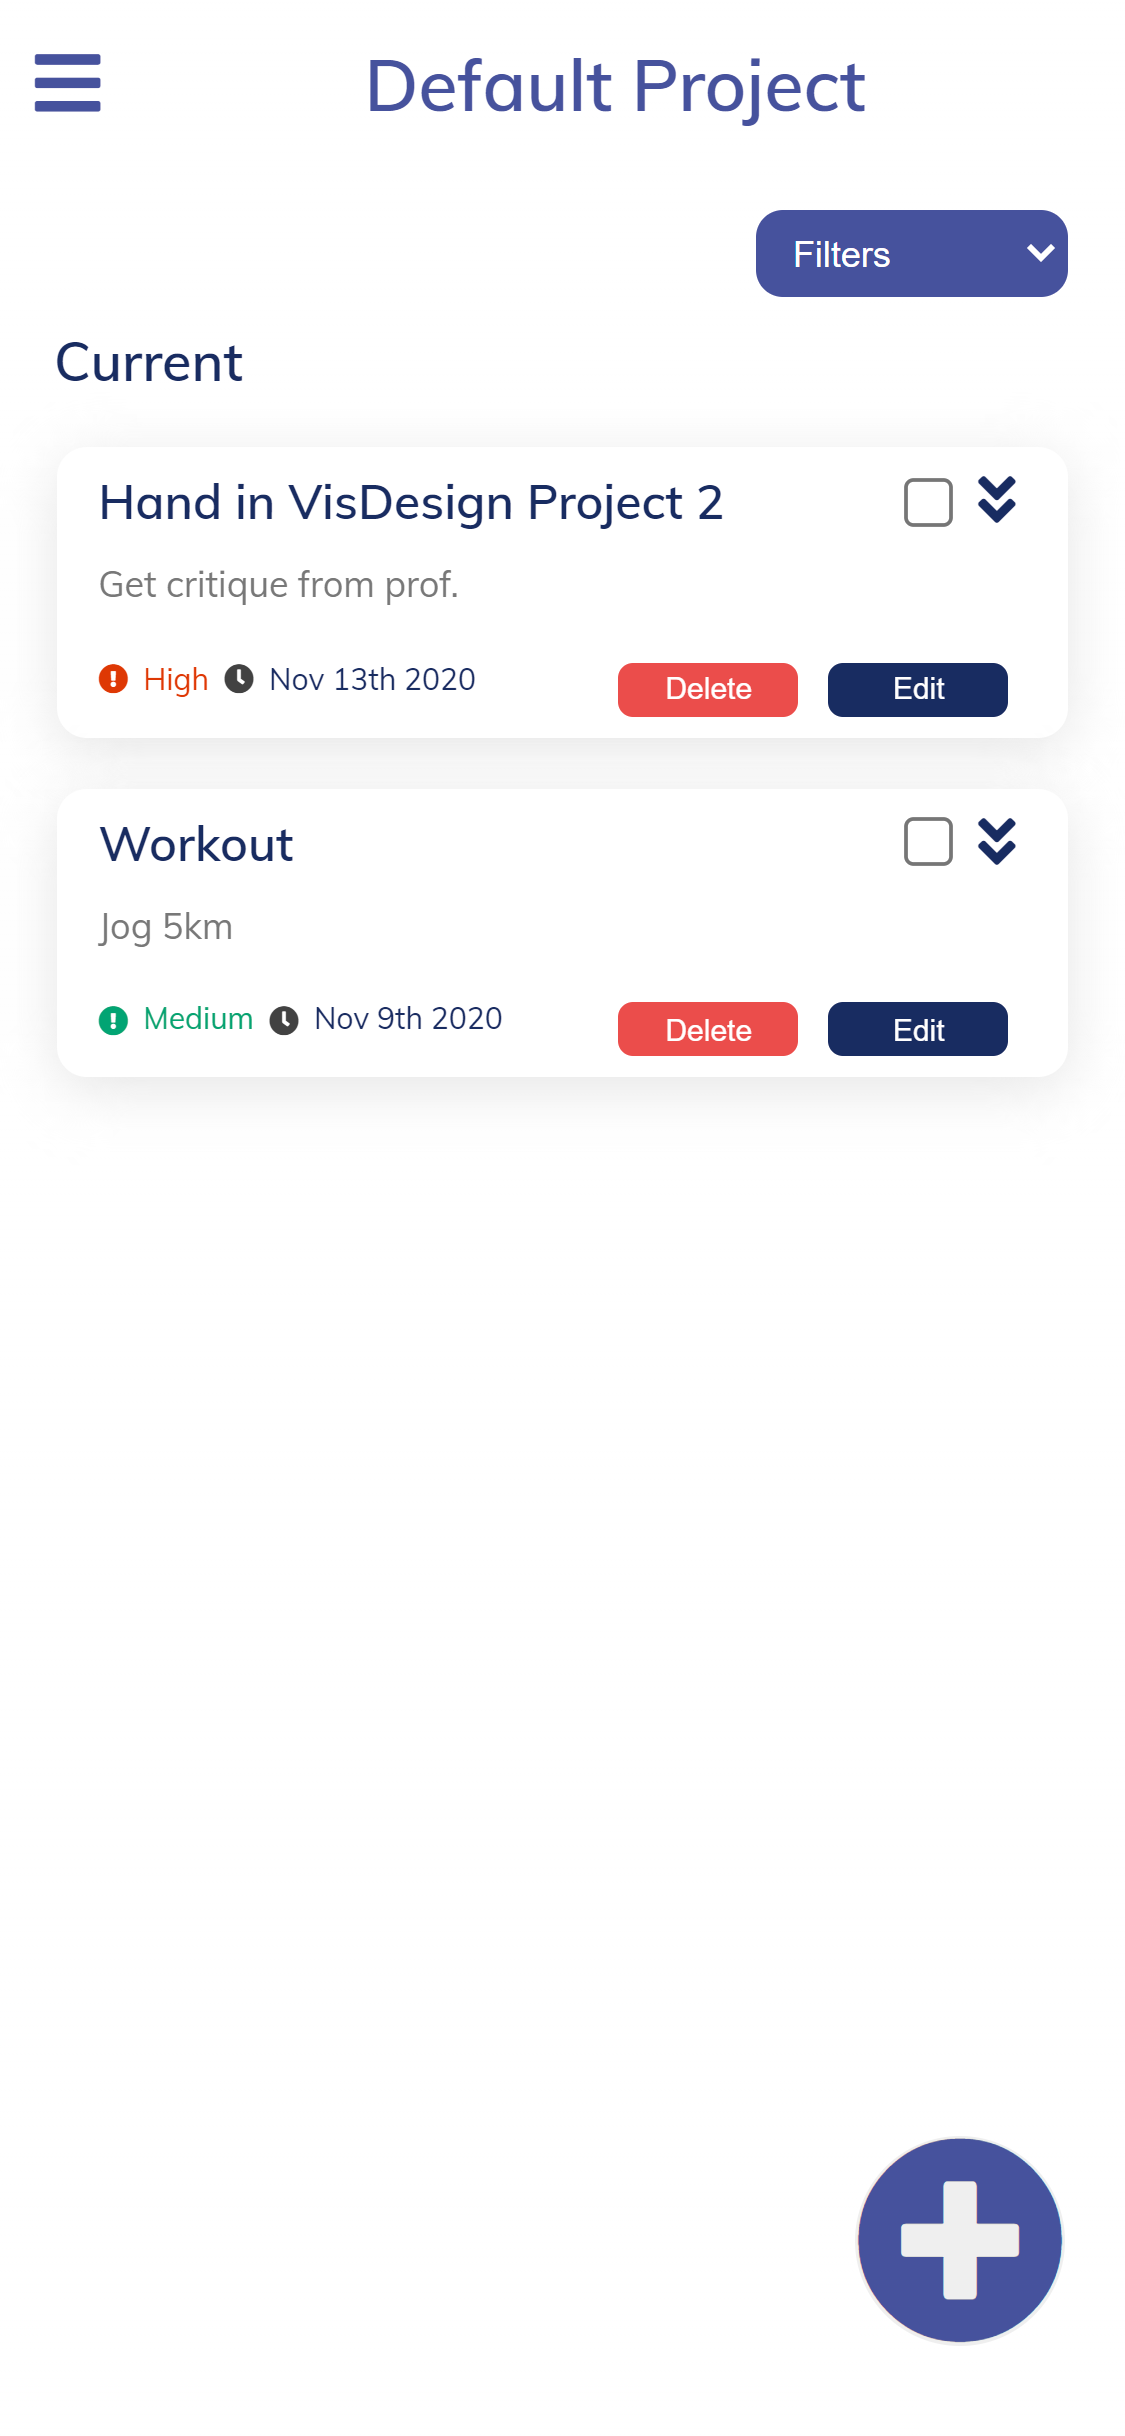 Default Project
Filters
Current
Hand in VisDesign Project 2
Get critique from prof.
High Nov 13th 2020 Delete Edit
Workout
Jog 5km
Medium Nov 9th 2020 Delete Edit